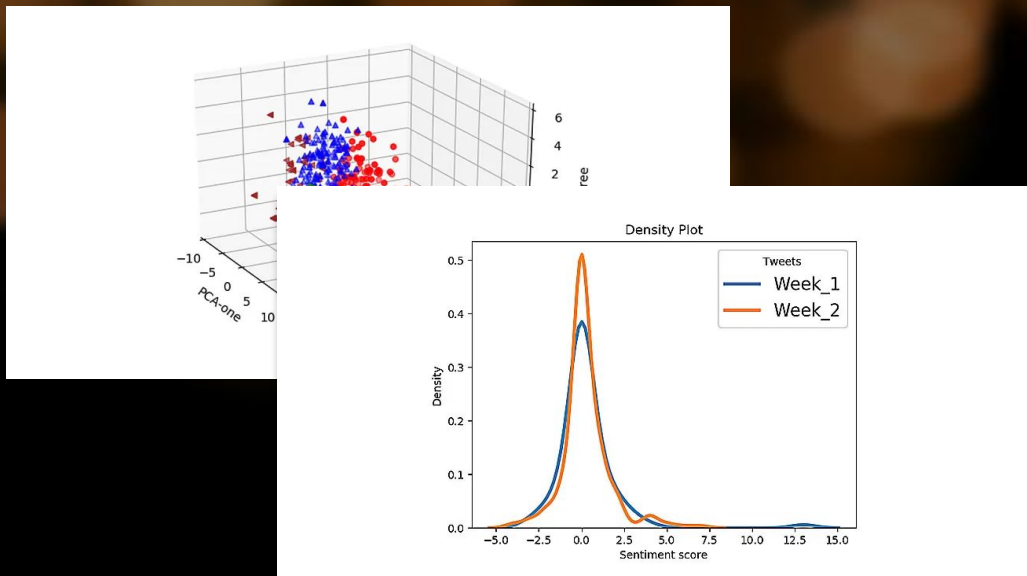 6
4
2
ree
−10
−5
0
5
10
PCA-one
Density Plot
Tweets
Week_1
Week_2
Density
0.5
0.4
0.3
0.2
0.1
0.0
−5.0 −2.5 0.0 2.5 5.0 7.5 10.0 12.5 15.0
Sentiment score